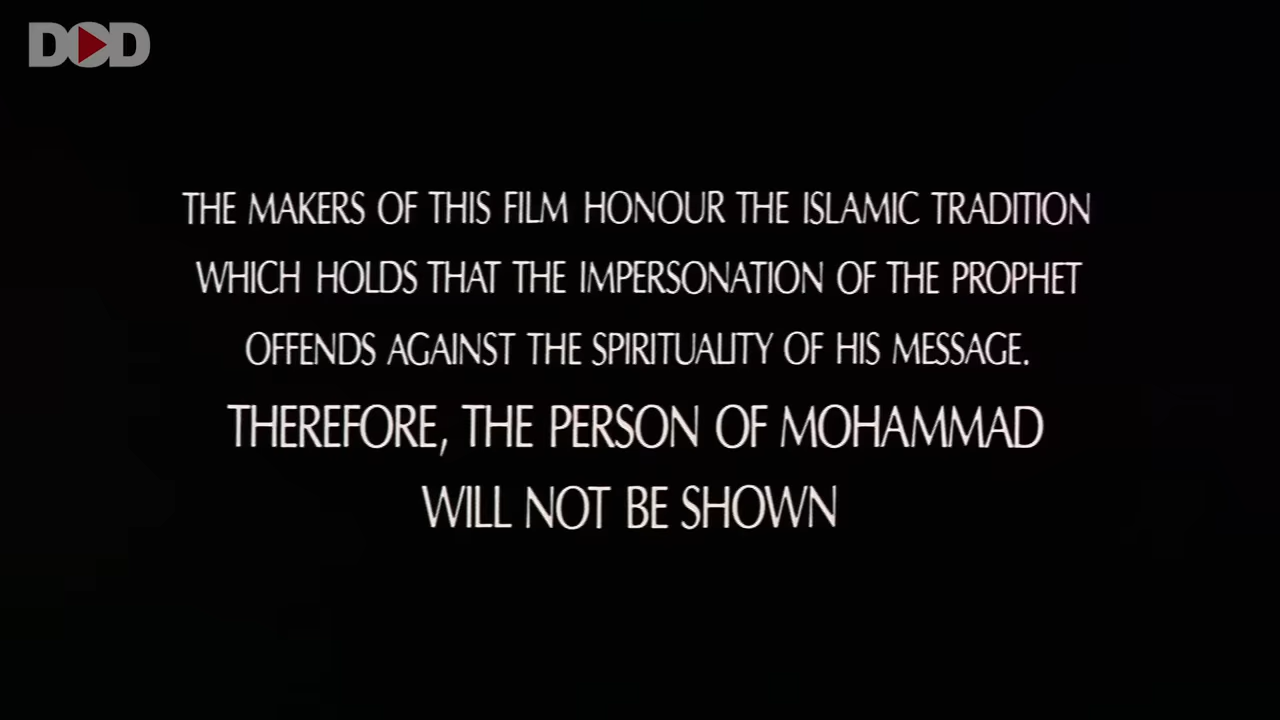 DOD
THE MAKERS OF THIS FILM HONOUR THE ISLAMIC TRADITION
WHICH HOLDS THAT THE IMPERSONATION OF THE PROPHET
OFFENDS AGAINST THE SPIRITUALITY OF HIS MESSAGE.
THEREFORE, THE PERSON OF MOHAMMAD
WILL NOT BE SHOWN